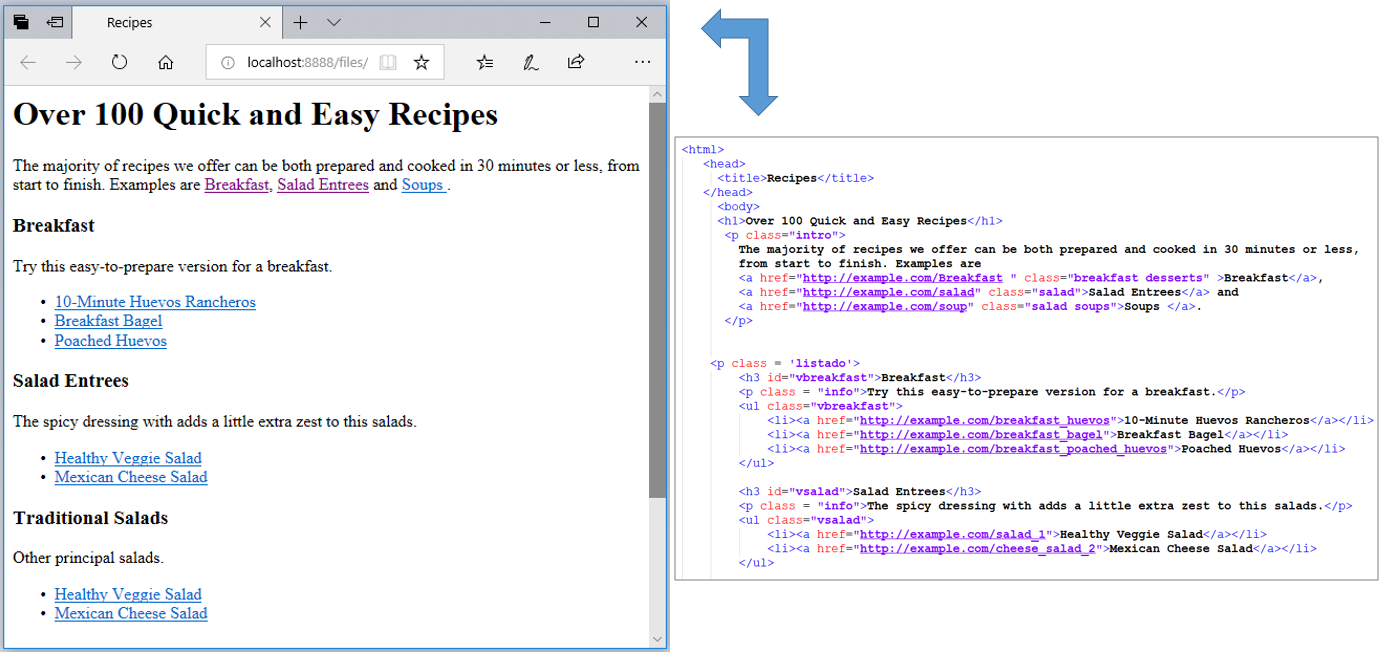 Recipes
localhost:8888/files/
Over 100 Quick and Easy Recipes
The majority of recipes we offer can be both prepared and cooked in 30 minutes or less, from
start to finish. Examples are Breakfast, Salad Entrees and Soups .
Breakfast
Try this easy-to-prepare version for a breakfast.
• 10-Minute Huevos Rancheros
• Breakfast Bagel
• Poached Huevos
Salad Entrees
The spicy dressing with adds a little extra zest to this salads.
• Healthy Veggie Salad
• Mexican Cheese Salad
Traditional Salads
Other principal salads.
• Healthy Veggie Salad
• Mexican Cheese Salad
<html>
<head>
<title>Recipes</title>
</head>
<body>
<h1>Over 100 Quick and Easy Recipes</h1>
<p class="intro">
The majority of recipes we offer can be both prepared and cooked in 30 minutes or less,
from start to finish. Examples are
<a href="http://example.com/Breakfast " class="breakfast desserts" >Breakfast</a>,
<a href="http://example.com/salad" class="salad">Salad Entrees</a> and
<a href="http://example.com/soup" class="salad soups">Soups </a>.
</p>
<p class = 'listado'>
<h3 id="vbreakfast">Breakfast</h3>
<p class = "info">Try this easy-to-prepare version for a breakfast.</p>
<ul class="vbreakfast">
<li><a href="http://example.com/breakfast_huevos">10-Minute Huevos Rancheros</a></li>
<li><a href="http://example.com/breakfast_bagel">Breakfast Bagel</a></li>
<li><a href="http://example.com/breakfast_poached_huevos">Poached Huevos</a></li>
</ul>
<h3 id="vsalad">Salad Entrees</h3>
<p class = "info">The spicy dressing with adds a little extra zest to this salads.</p>
<ul class="vsalad">
<li><a href="http://example.com/salad_1">Healthy Veggie Salad</a></li>
<li><a href="http://example.com/cheese_salad_2">Mexican Cheese Salad</a></li>
</ul>